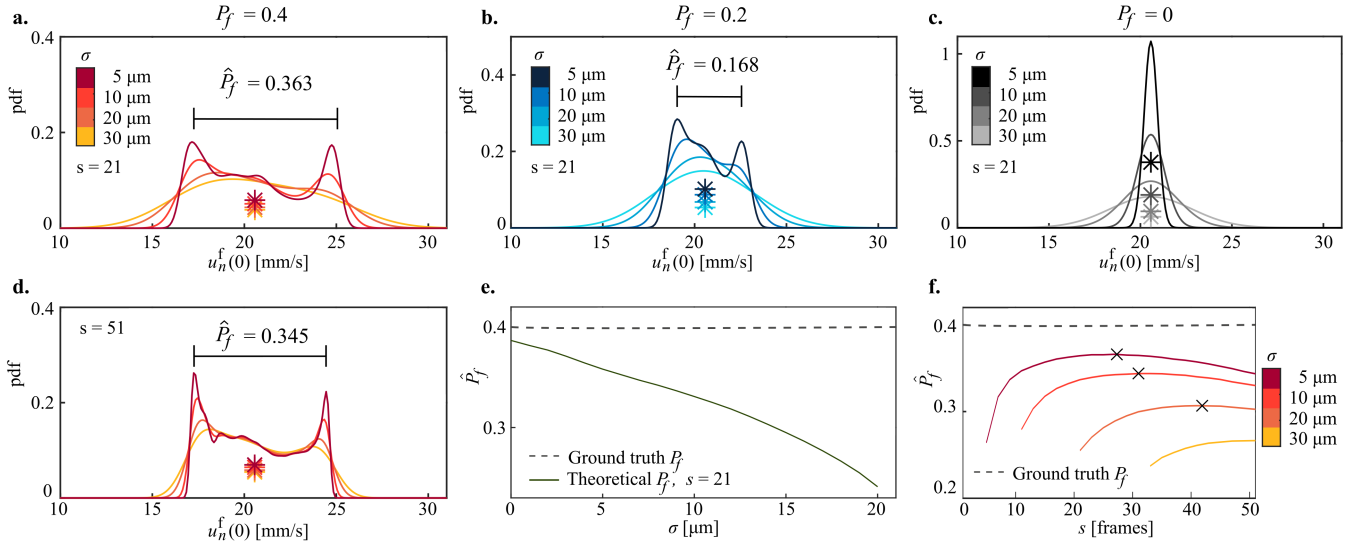 a. P_f = 0.4
0.4
0.2
0
pdf
σ
5 μm
10 μm
20 μm
30 μm
s = 21
P̂_f = 0.363
10 15 20 25 30
u_n^f(0) [mm/s]
b. P_f = 0.2
0.4
0.2
0
pdf
σ
5 μm
10 μm
20 μm
30 μm
s = 21
P̂_f = 0.168
10 15 20 25 30
u_n^f(0) [mm/s]
c. P_f = 0
1
0.5
0
pdf
σ
5 μm
10 μm
20 μm
30 μm
s = 21
10 15 20 25 30
u_n^f(0) [mm/s]
d.
0.4
0.2
0
pdf
s = 51
P̂_f = 0.345
10 15 20 25 30
u_n^f(0) [mm/s]
e.
0.4
0.3
P̂_f
Ground truth P_f
Theoretical P_f, s = 21
0 5 10 15 20
σ [μm]
f.
0.4
0.3
0.2
P̂_f
σ
5 μm
10 μm
20 μm
30 μm
Ground truth P_f
0 10 20 30 40 50
s [frames]